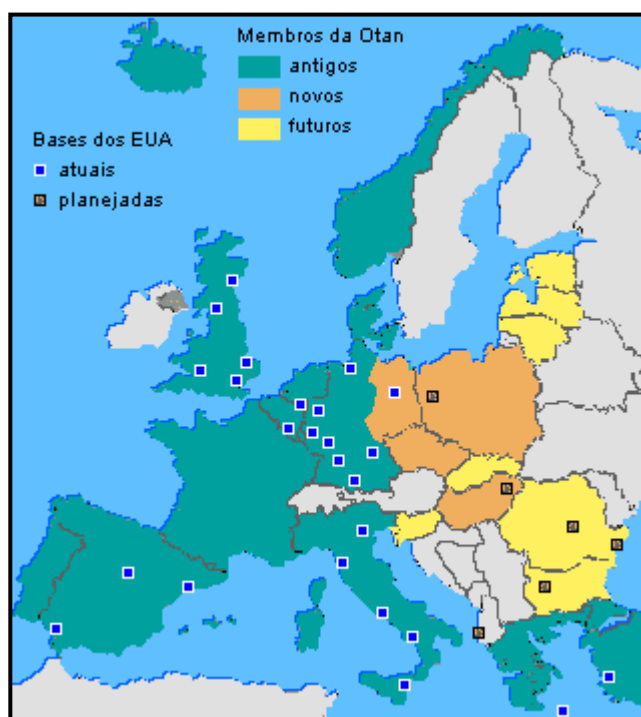 Membros da Otan
antigos
novos
futuros
Bases dos EUA
atuais
planejadas